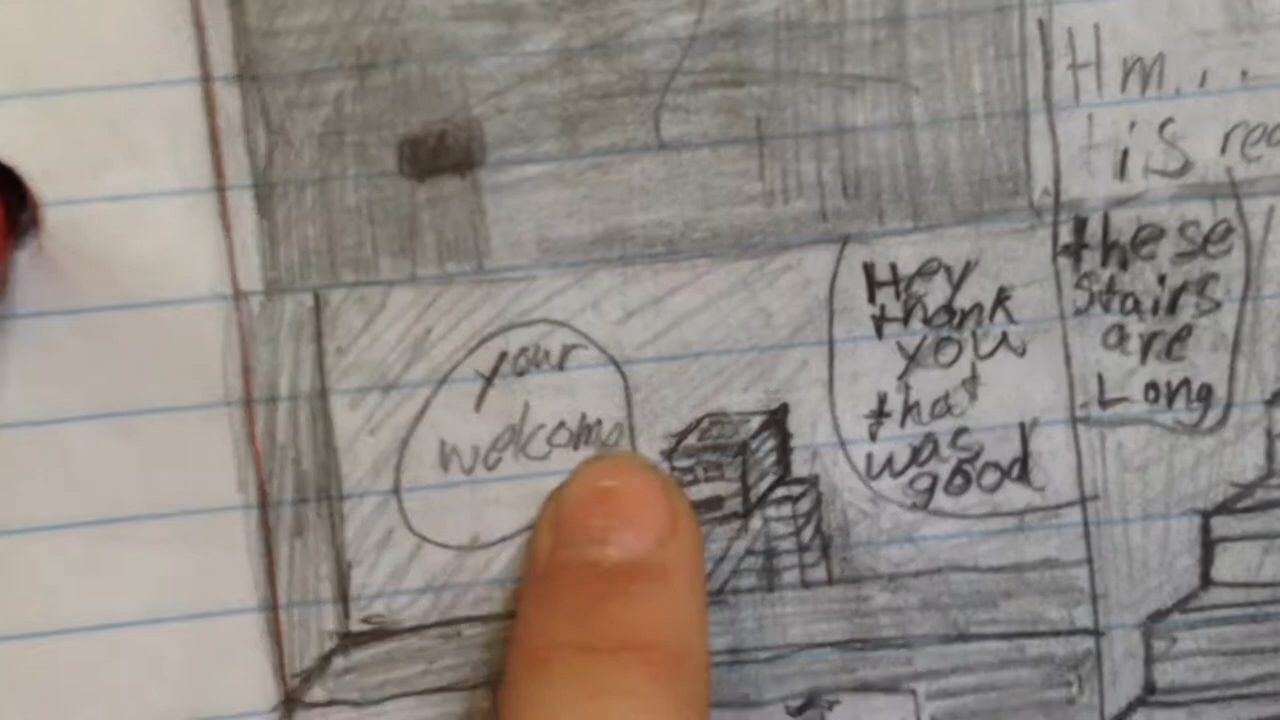 Hm...
is
your
welcome
Hey
thank
you
that
was
good
these
stairs
are
Long